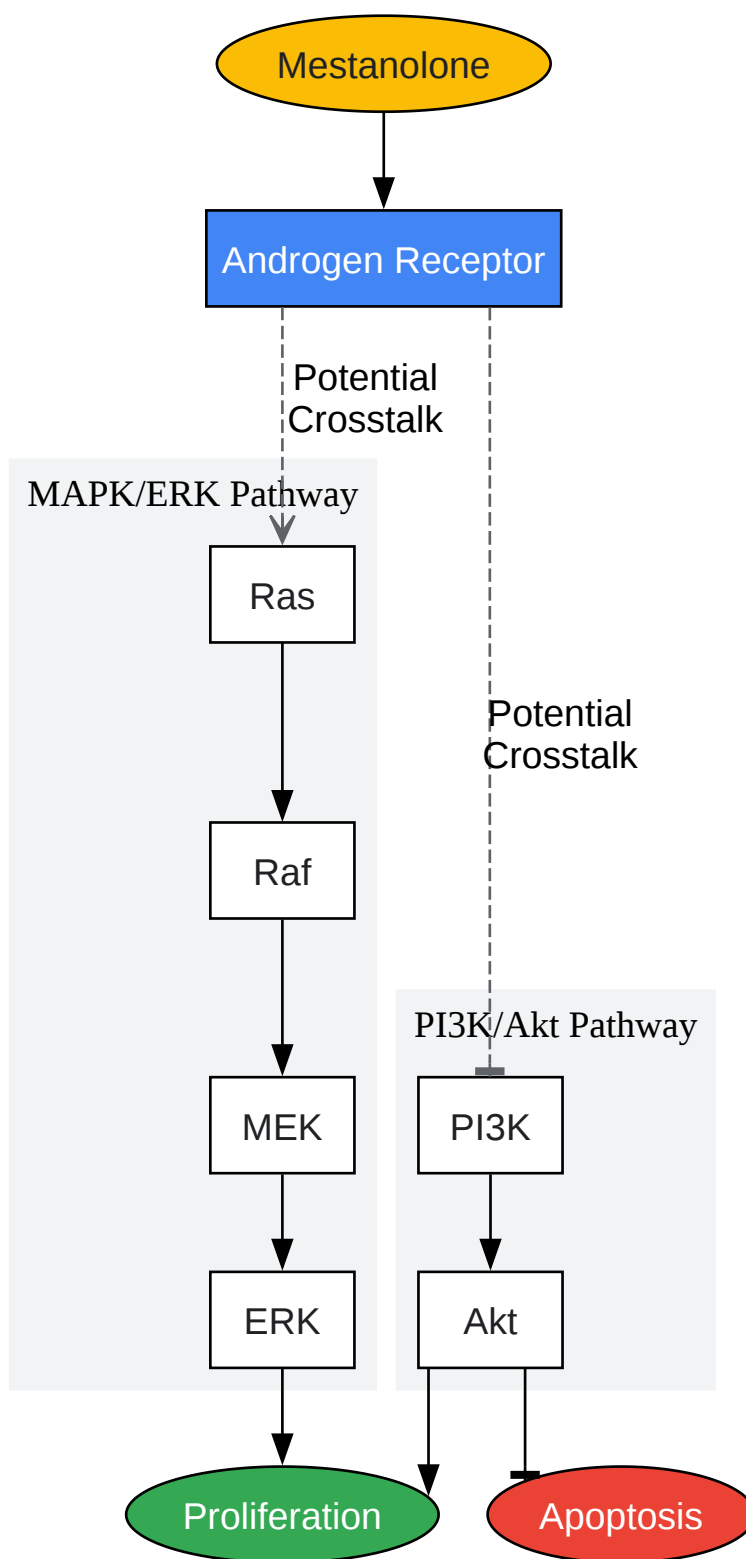 Mestanolone
Androgen Receptor
Potential
Crosstalk
MAPK/ERK Pathway
Ras
Potential
Crosstalk
Raf
PI3K/Akt Pathway
MEK
PI3K
ERK
Akt
Proliferation
Apoptosis